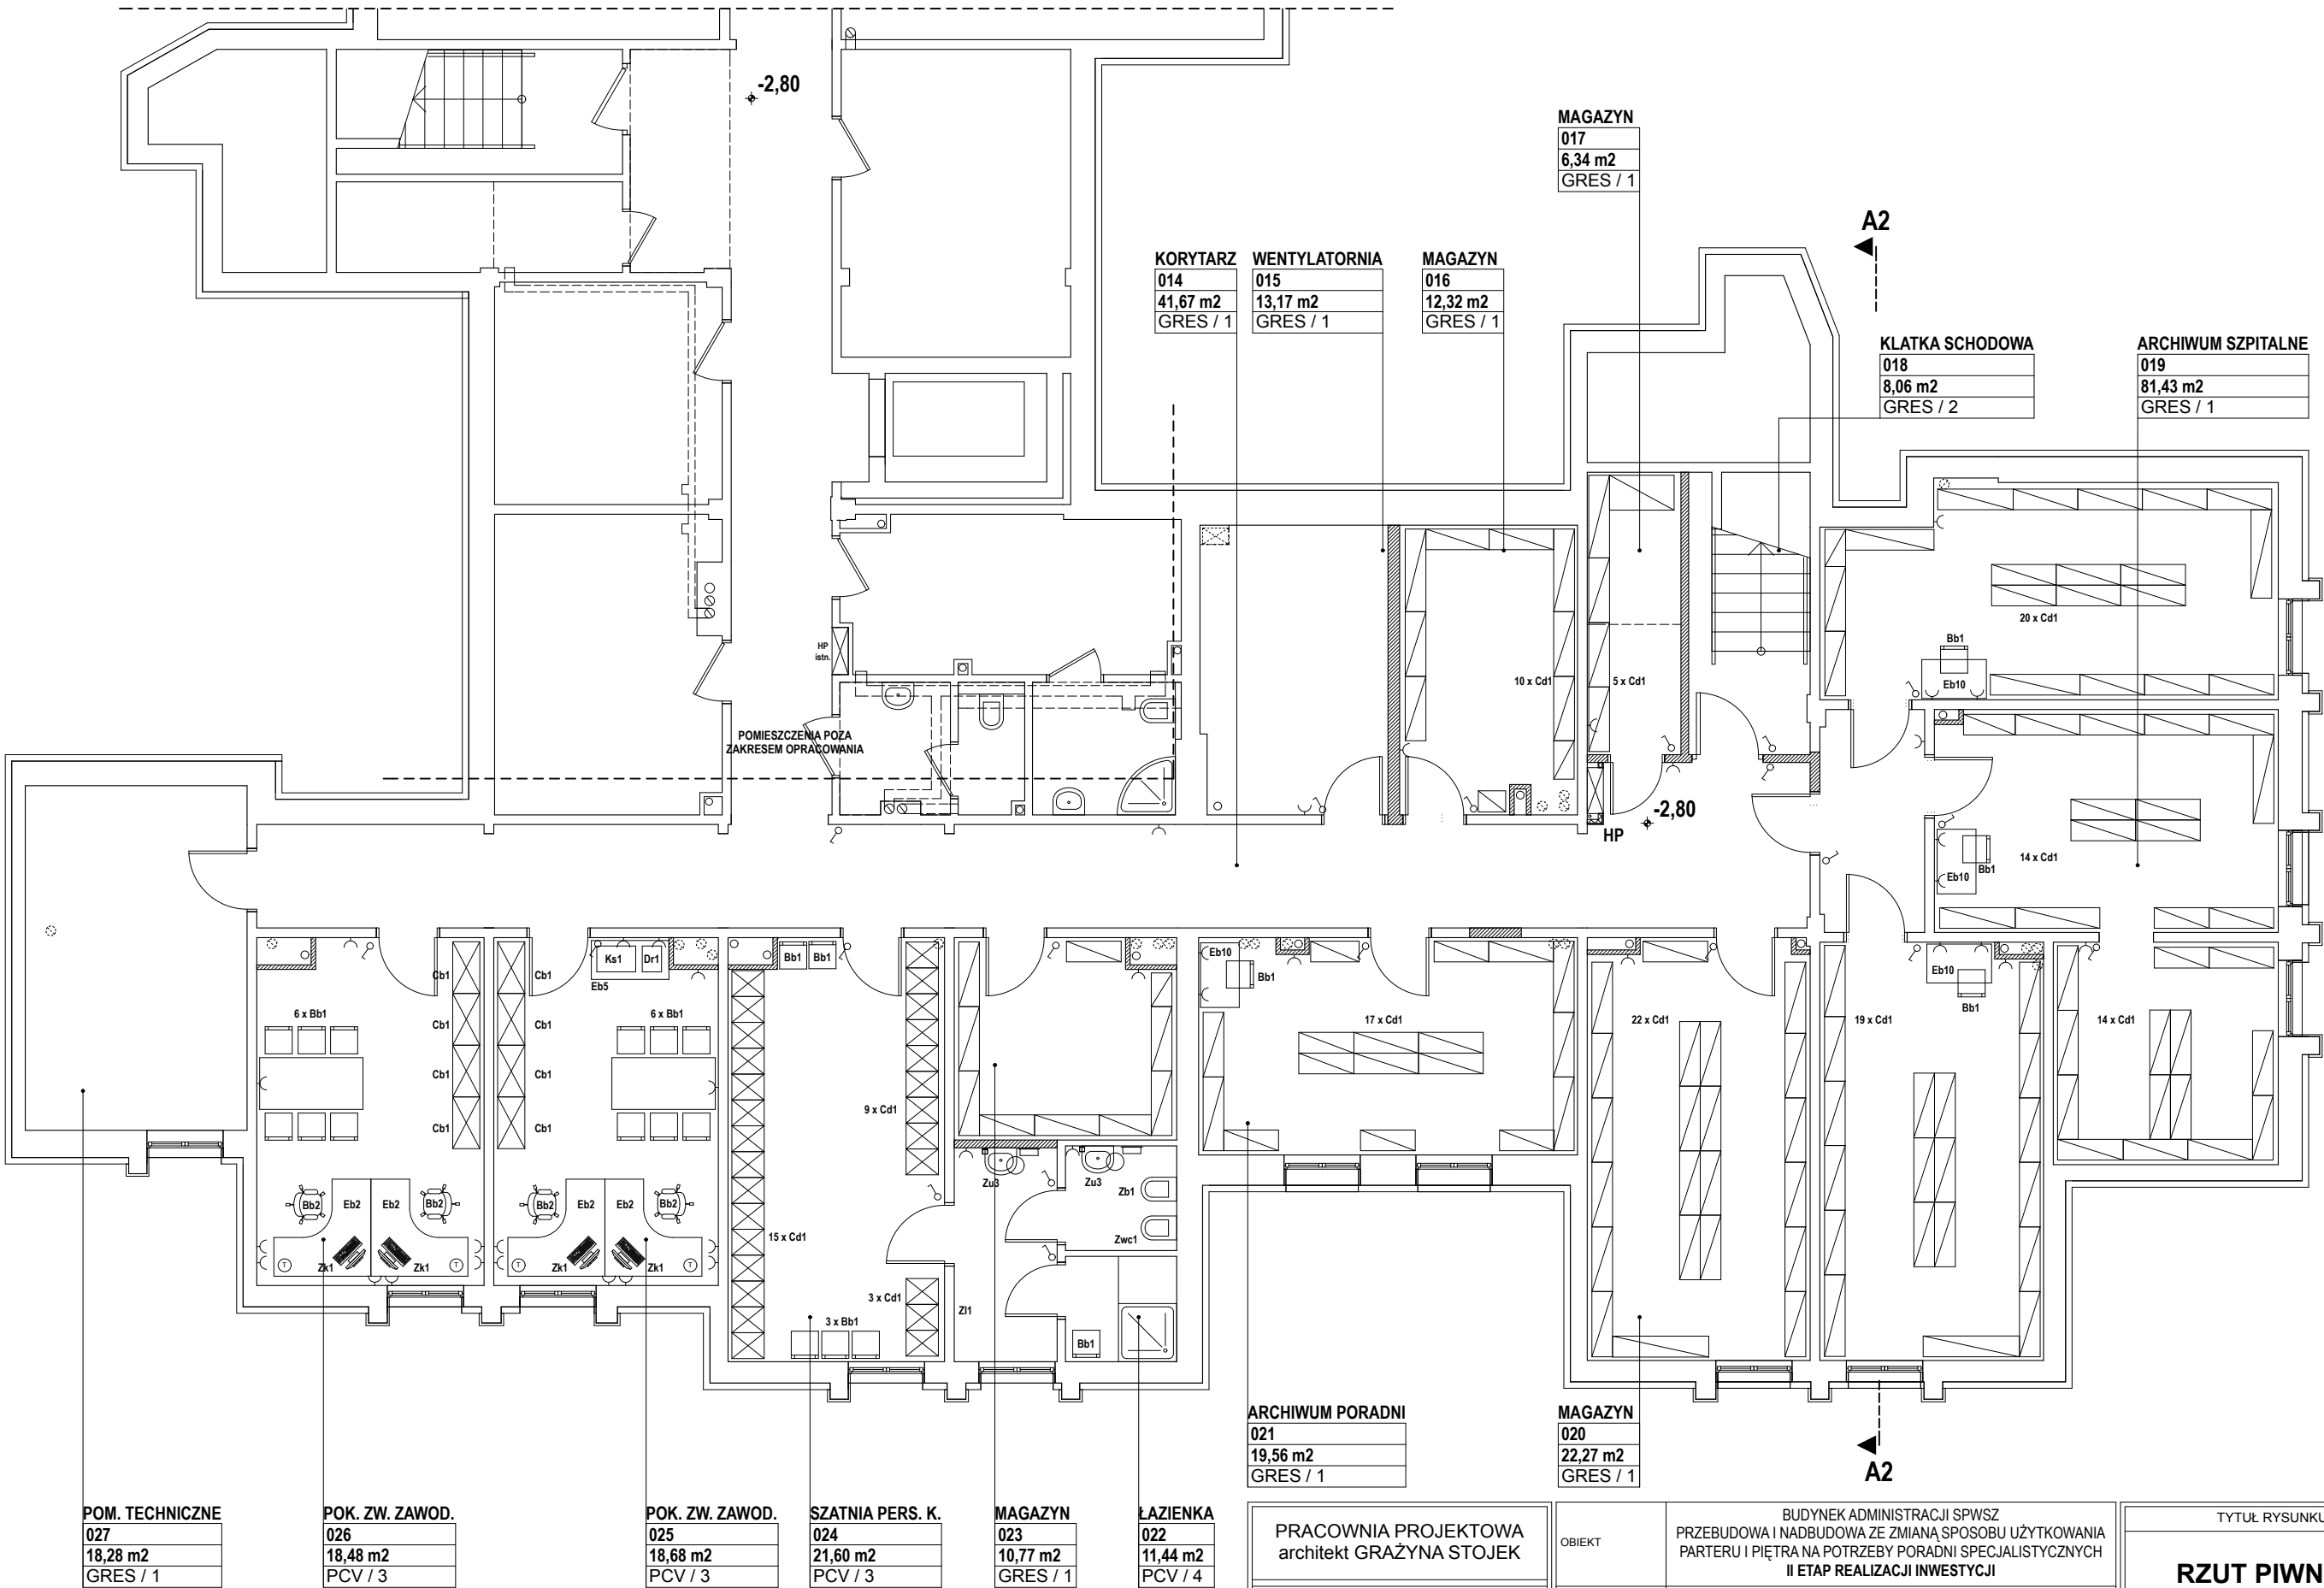 -2,80
MAGAZYN
017
6,34 m2
GRES / 1
A2
KORYTARZ
014
41,67 m2
GRES / 1
WENTYLATORNIA
015
13,17 m2
GRES / 1
MAGAZYN
016
12,32 m2
GRES / 1
KLATKA SCHODOWA
018
8,06 m2
GRES / 2
ARCHIWUM SZPITALNE
019
81,43 m2
GRES / 1
20 x Cd1
HP
istn.
Bb1
Eb10
10 x Cd1
5 x Cd1
POMIESZCZENIA POZA
ZAKRESEM OPRACOWANIA
-2,80
HP
14 x Cd1
Bb1
Eb10
Cb1
Cb1
Ks1
Dr1
Eb5
Bb1
Bb1
Eb10
Bb1
Eb10
Bb1
6 x Bb1
Cb1
Cb1
6 x Bb1
17 x Cd1
22 x Cd1
19 x Cd1
14 x Cd1
Cb1
Cb1
9 x Cd1
Cb1
Cb1
Zu3
Zu3
Zb1
Bb2
Eb2
Eb2
Bb2
Bb2
Eb2
Eb2
Bb2
15 x Cd1
Zwc1
T
Zk1
Zk1
T
T
Zk1
Zk1
T
3 x Cd1
Zl1
3 x Bb1
Bb1
ARCHIWUM PORADNI
021
19,56 m2
GRES / 1
MAGAZYN
020
22,27 m2
GRES / 1
A2
POM. TECHNICZNE
027
18,28 m2
GRES / 1
POK. ZW. ZAWOD.
026
18,48 m2
PCV / 3
POK. ZW. ZAWOD.
025
18,68 m2
PCV / 3
SZATNIA PERS. K.
024
21,60 m2
PCV / 3
MAGAZYN
023
10,77 m2
GRES / 1
ŁAZIENKA
022
11,44 m2
PCV / 4
PRACOWNIA PROJEKTOWA
architekt GRAŻYNA STOJEK
OBIEKT
BUDYNEK ADMINISTRACJI SPWSZ
PRZEBUDOWA I NADBUDOWA ZE ZMIANĄ SPOSOBU UŻYTKOWANIA
PARTERU I PIĘTRA NA POTRZEBY PORADNI SPECJALISTYCZNYCH
II ETAP REALIZACJI INWESTYCJI
TYTUŁ RYSUNKU
RZUT PIWN